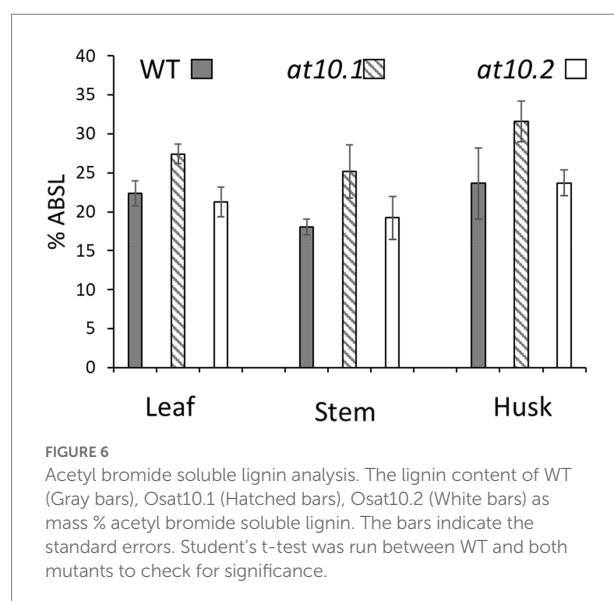 40
35
30
25
20
15
10
5
0
% ABSL
WT
at10.1
at10.2
Leaf
Stem
Husk
FIGURE 6
Acetyl bromide soluble lignin analysis. The lignin content of WT
(Gray bars), Osat10.1 (Hatched bars), Osat10.2 (White bars) as
mass % acetyl bromide soluble lignin. The bars indicate the
standard errors. Student's t-test was run between WT and both
mutants to check for significance.